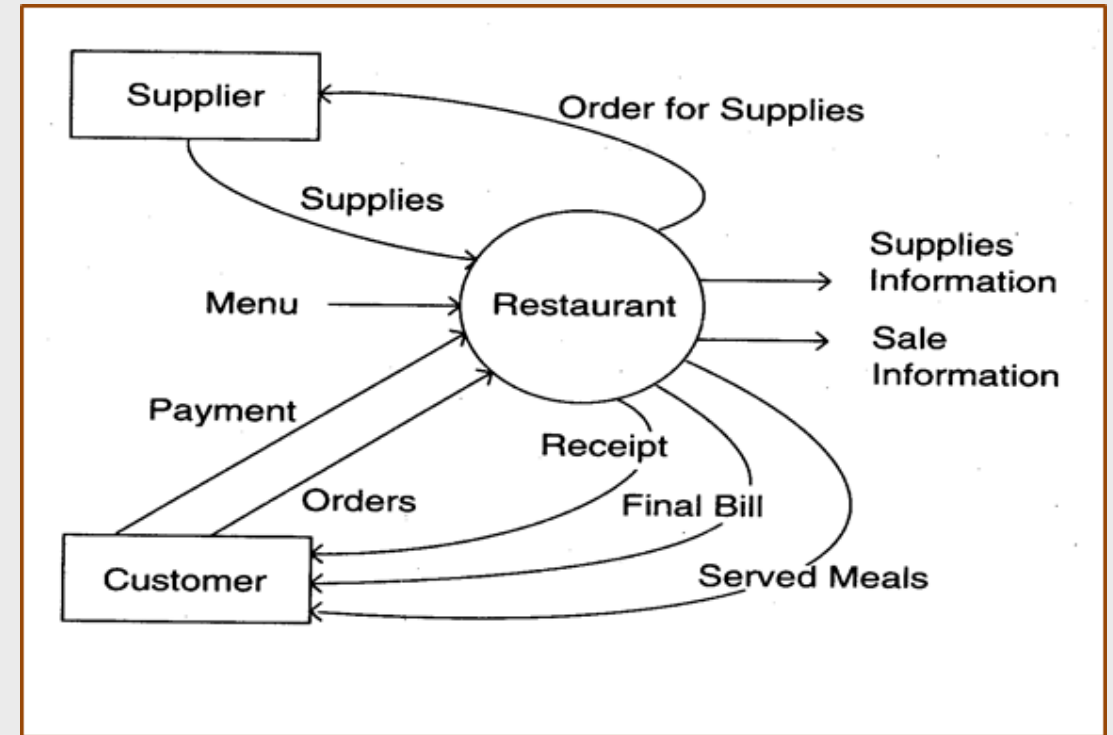 Supplier
Order for Supplies
Supplies
Supplies
Information
Menu
Restaurant
Sale
Information
Payment
Receipt
Orders
Final Bill
Customer
Served Meals